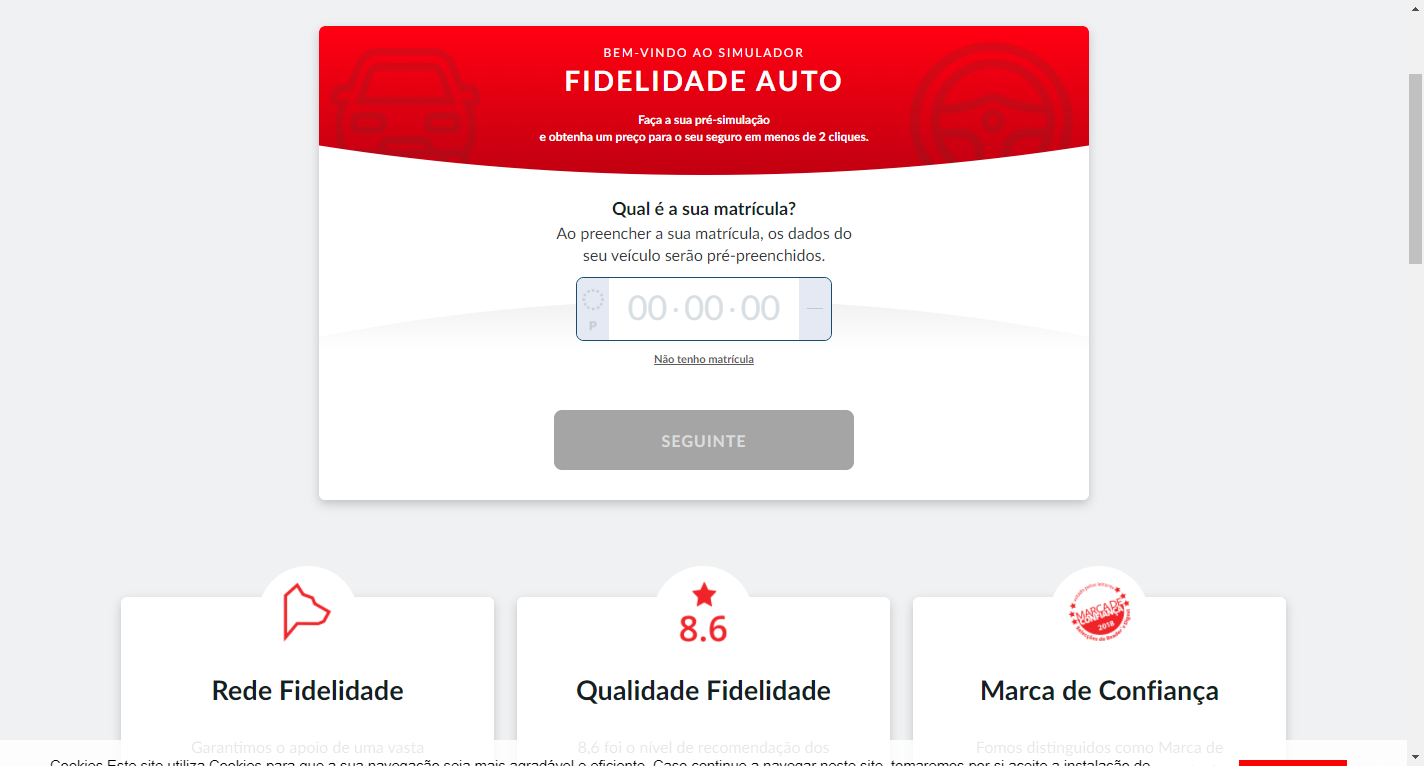 BEM-VINDO AO SIMULADOR
FIDELIDADE AUTO
Faça a sua pré-simulação
e obtenha um preço para o seu seguro em menos de 2 cliques.
Qual é a sua matrícula?
Ao preencher a sua matrícula, os dados do
seu veículo serão pré-preenchidos.
P
00·00·00
Não tenho matrícula
SEGUINTE
8.6
MARCA DE
CONFIANÇA
2018
Rede Fidelidade
Qualidade Fidelidade
Marca de Confiança
Garantimos o apoio de uma vasta
8,6 foi o nível de recomendação dos
Fomos distinguidos como Marca de
Cookies Este site utiliza Cookies para que a sua navegação seja mais agradável e eficiente. Caso continue a navegar neste site, tomaremos por si aceite a instalação de